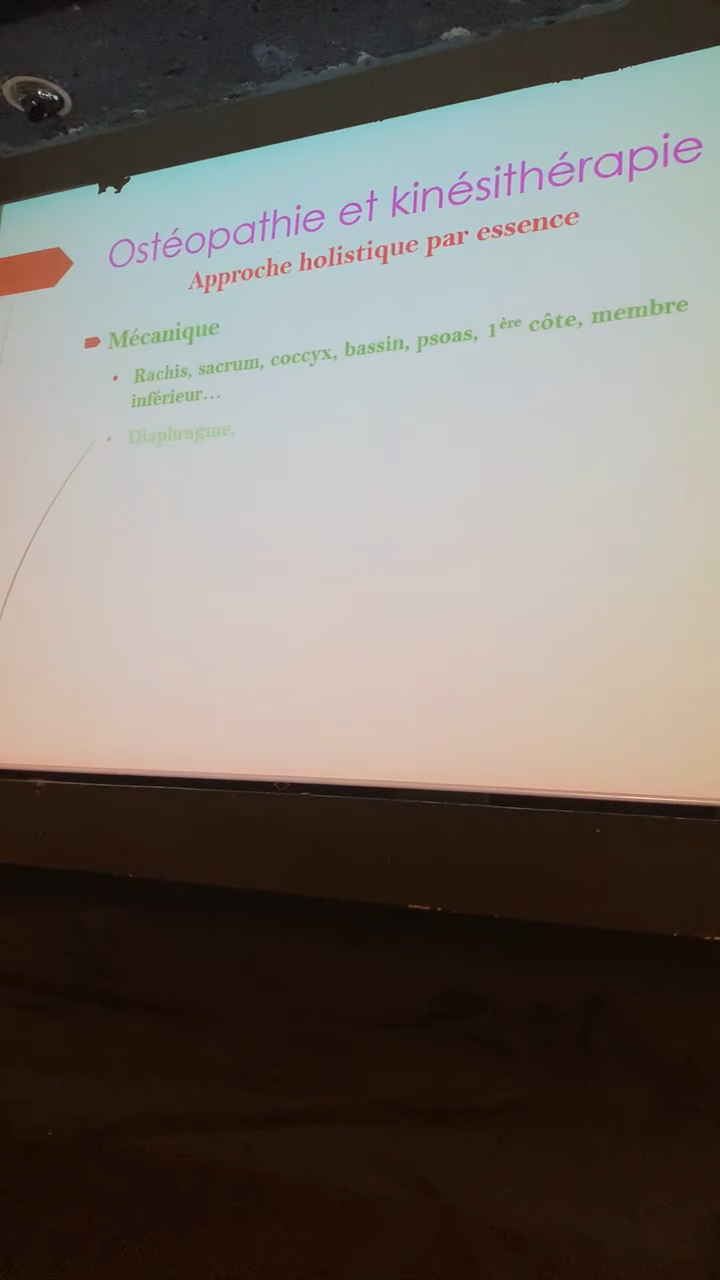 Ostéopathie et kinésithérapie
Approche holistique par essence
Mécanique
• Rachis, sacrum, coccyx, bassin, psoas, 1ère côte, membre
inférieur…
• Diaphragme,